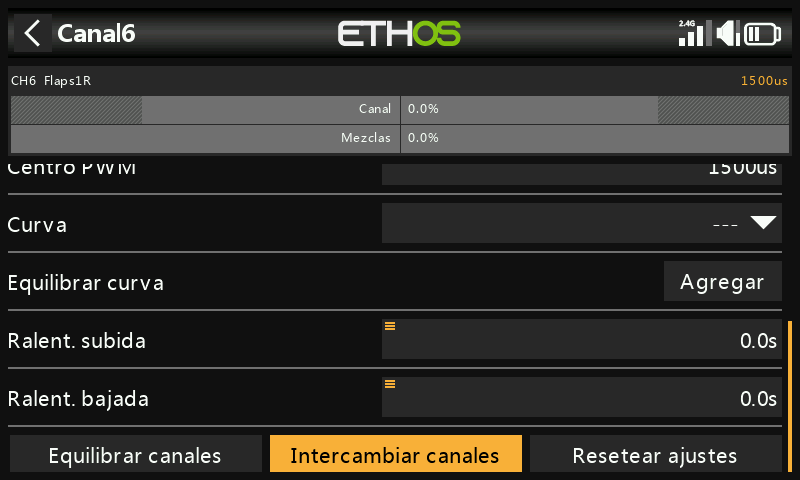 Canal6
ETHOS
2.4G
CH6 Flaps1R
1500us
Canal 0.0%
Mezclas 0.0%
Centro PWM 1500us
Curva ---
Equilibrar curva Agregar
Ralent. subida 0.0s
Ralent. bajada 0.0s
Equilibrar canales Intercambiar canales Resetear ajustes